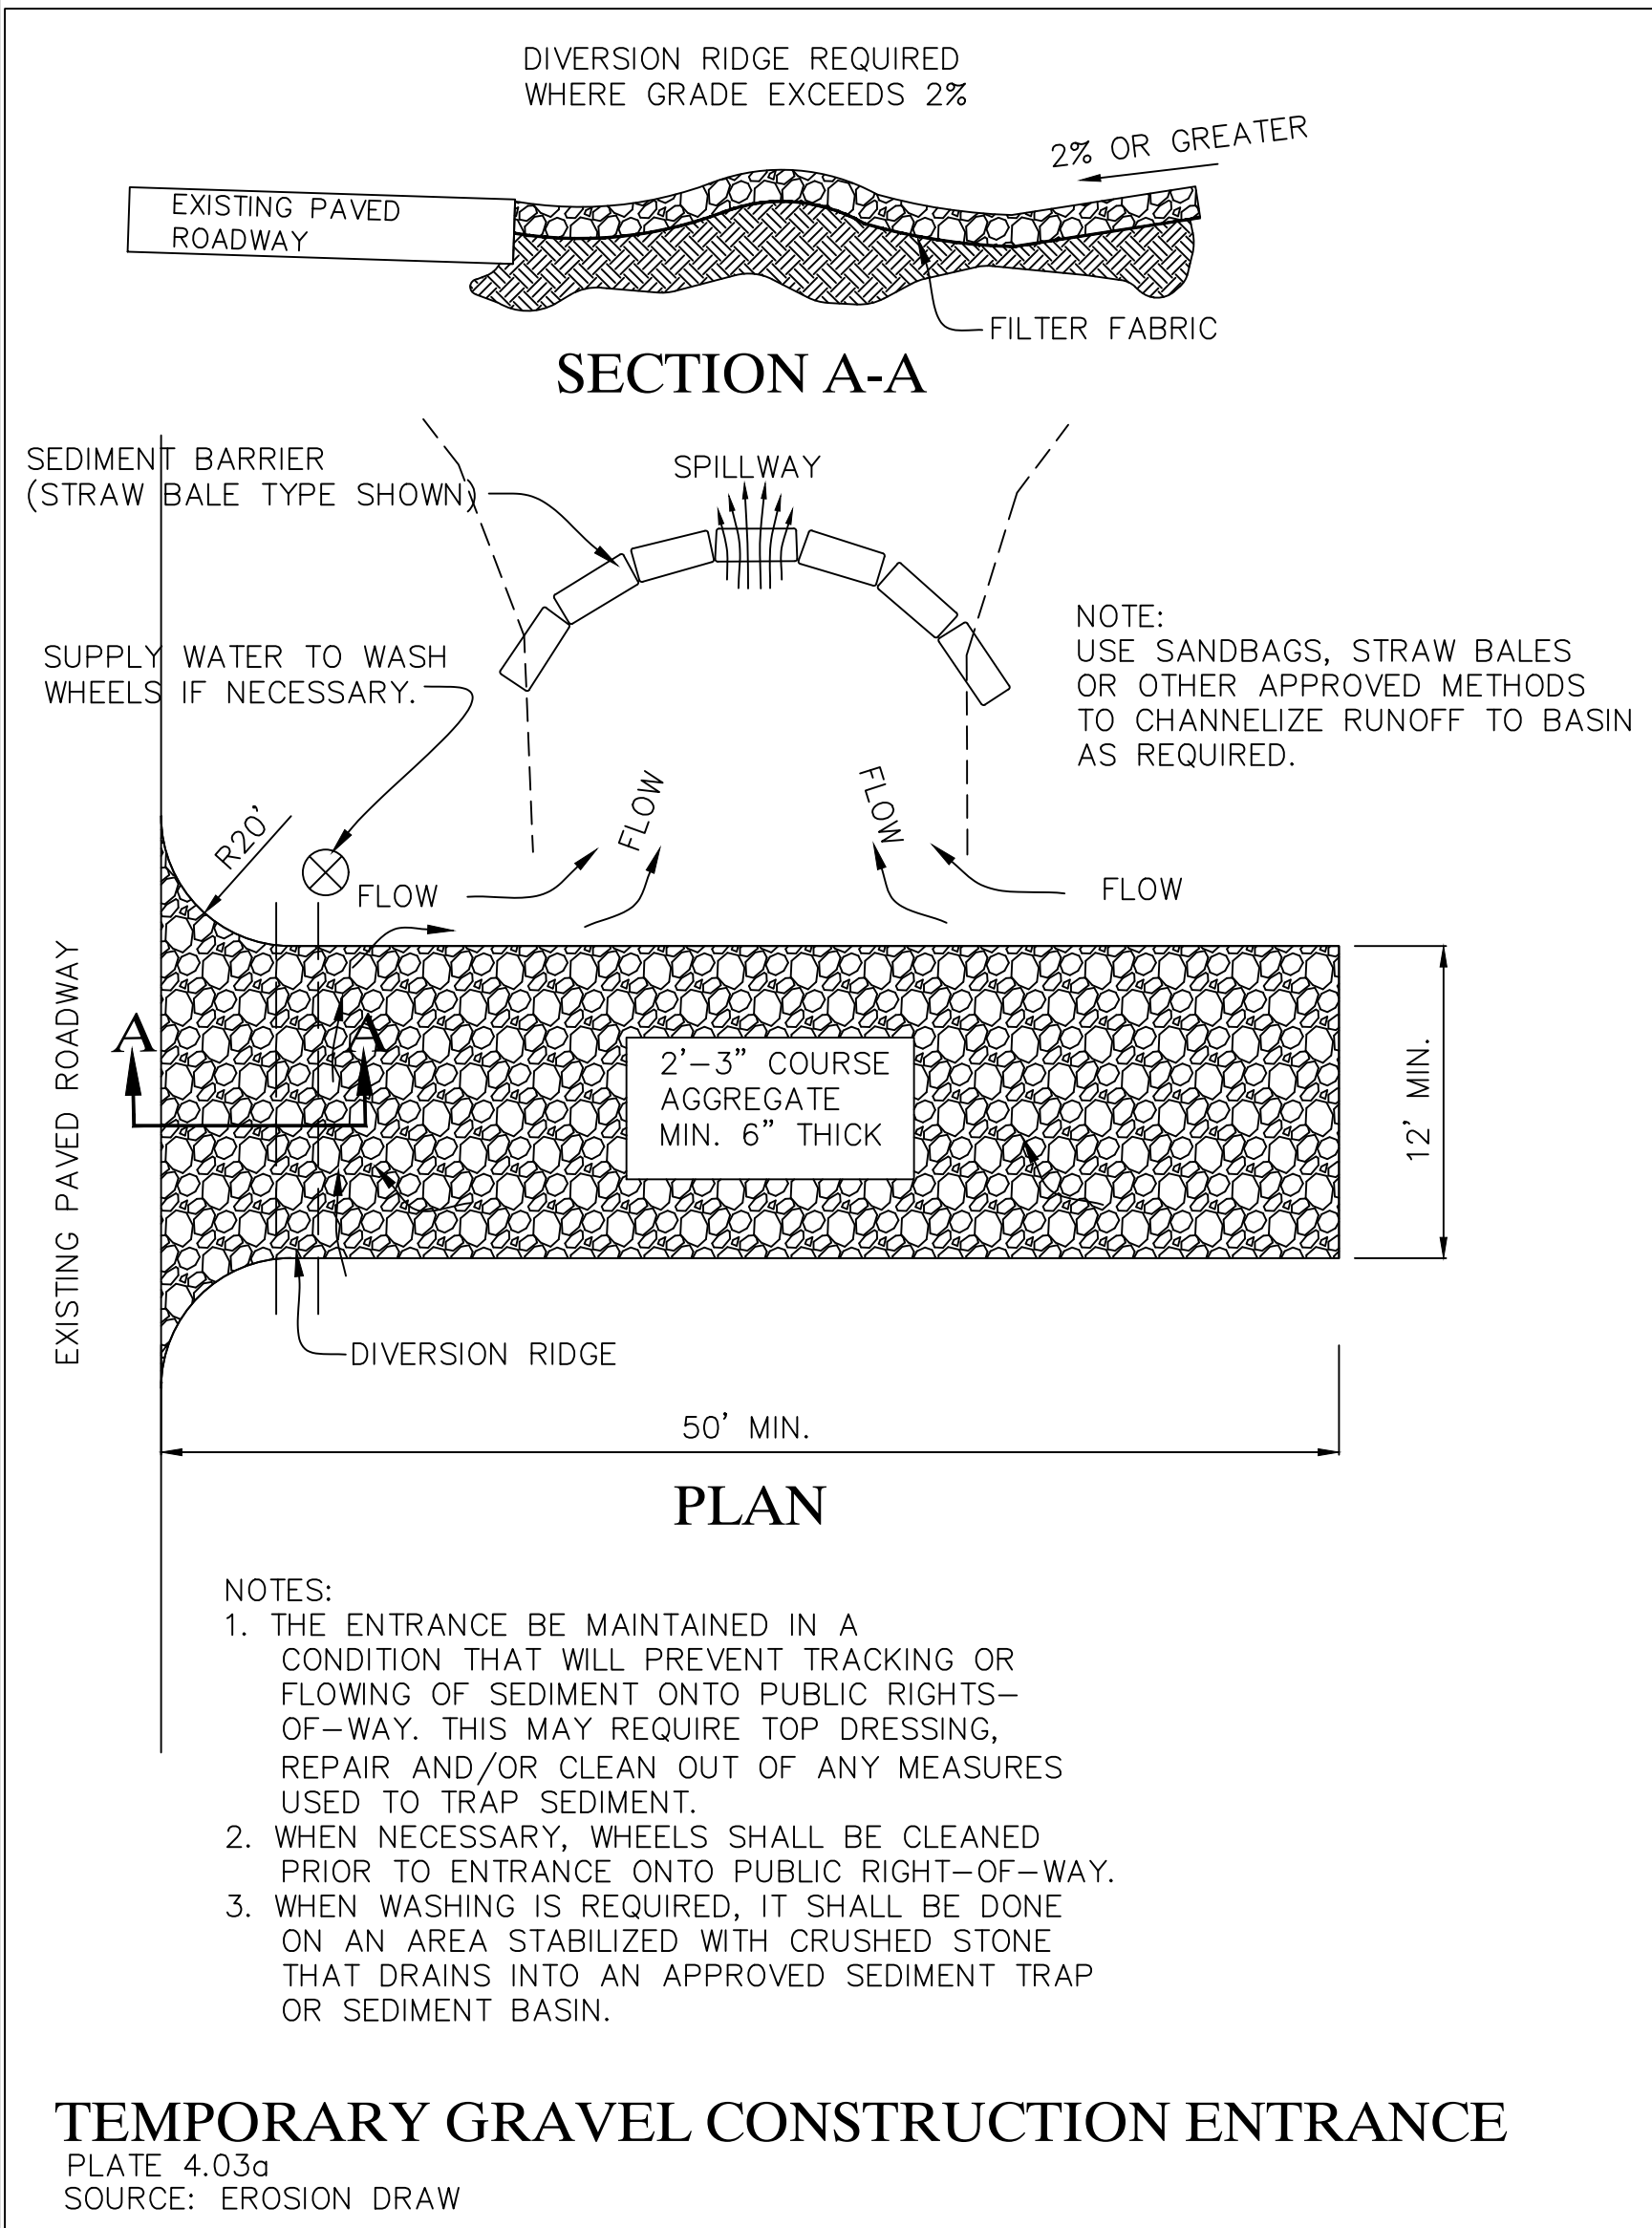 DIVERSION RIDGE REQUIRED
WHERE GRADE EXCEEDS 2%
2% OR GREATER
EXISTING PAVED
ROADWAY
FILTER FABRIC
SECTION A-A
SEDIMENT BARRIER
(STRAW BALE TYPE SHOWN)
SPILLWAY
NOTE:
USE SANDBAGS, STRAW BALES
OR OTHER APPROVED METHODS
TO CHANNELIZE RUNOFF TO BASIN
AS REQUIRED.
SUPPLY WATER TO WASH
WHEELS IF NECESSARY.
R20'
FLOW
FLOW
FLOW
FLOW
EXISTING PAVED ROADWAY
A
A
2'-3" COURSE
AGGREGATE
MIN. 6" THICK
12' MIN.
DIVERSION RIDGE
50' MIN.
PLAN
NOTES:
1. THE ENTRANCE BE MAINTAINED IN A
CONDITION THAT WILL PREVENT TRACKING OR
FLOWING OF SEDIMENT ONTO PUBLIC RIGHTS-
OF-WAY. THIS MAY REQUIRE TOP DRESSING,
REPAIR AND/OR CLEAN OUT OF ANY MEASURES
USED TO TRAP SEDIMENT.
2. WHEN NECESSARY, WHEELS SHALL BE CLEANED
PRIOR TO ENTRANCE ONTO PUBLIC RIGHT-OF-WAY.
3. WHEN WASHING IS REQUIRED, IT SHALL BE DONE
ON AN AREA STABILIZED WITH CRUSHED STONE
THAT DRAINS INTO AN APPROVED SEDIMENT TRAP
OR SEDIMENT BASIN.
TEMPORARY GRAVEL CONSTRUCTION ENTRANCE
PLATE 4.03a
SOURCE: EROSION DRAW